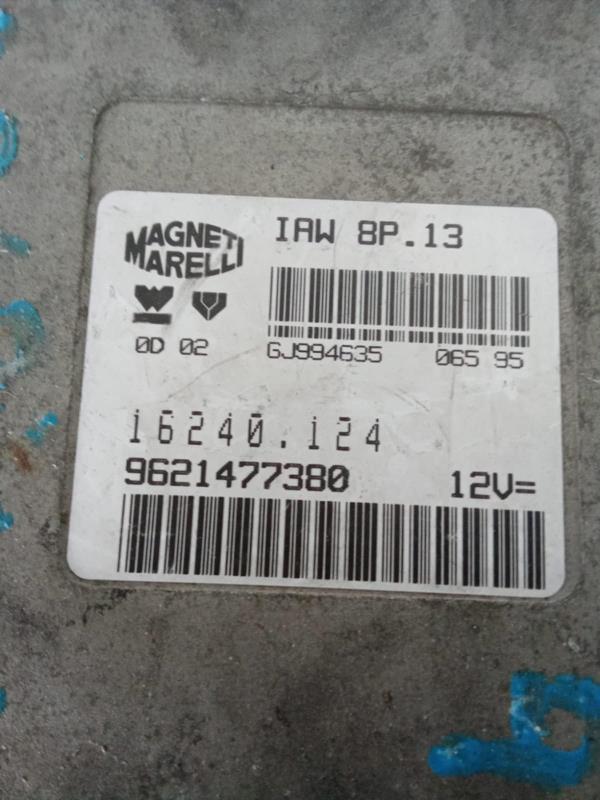 MAGNETI
MARELLI
IAW 8P.13
0D 02
GJ994635 065 95
16240.124
9621477380 12V=